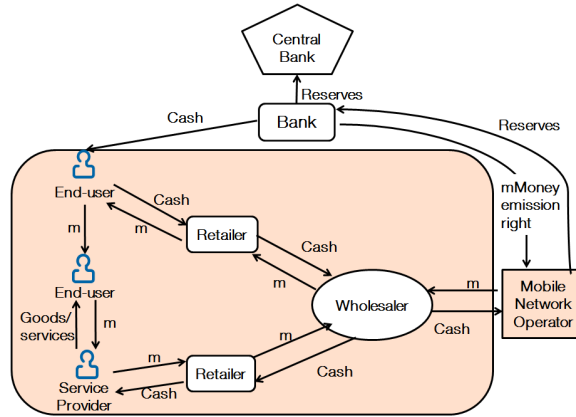 Central
Bank
Reserves
Cash
Bank
Reserves
End-user
Cash
m
Retailer
Cash
m
m
mMoney
emission
right
End-user
Wholesaler
m
Mobile
Network
Operator
Cash
Goods/
services
m
m
m
Retailer
Cash
Cash
Service
Provider